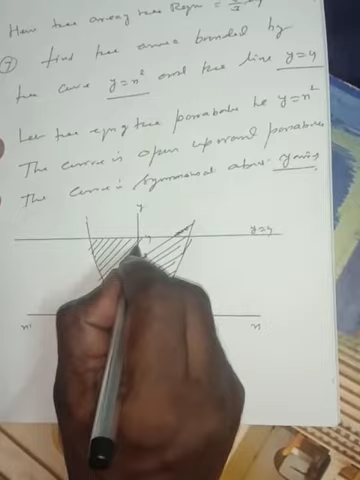 Hence the area of the Region = 
⑦ find the area bounded by
the curve y = x² and the line y = 4
Let the eqn of the parabola be y = x²
The curve is open upward parabola
The curve is symmetrical about y axis
y
4
y = 4
x'
x